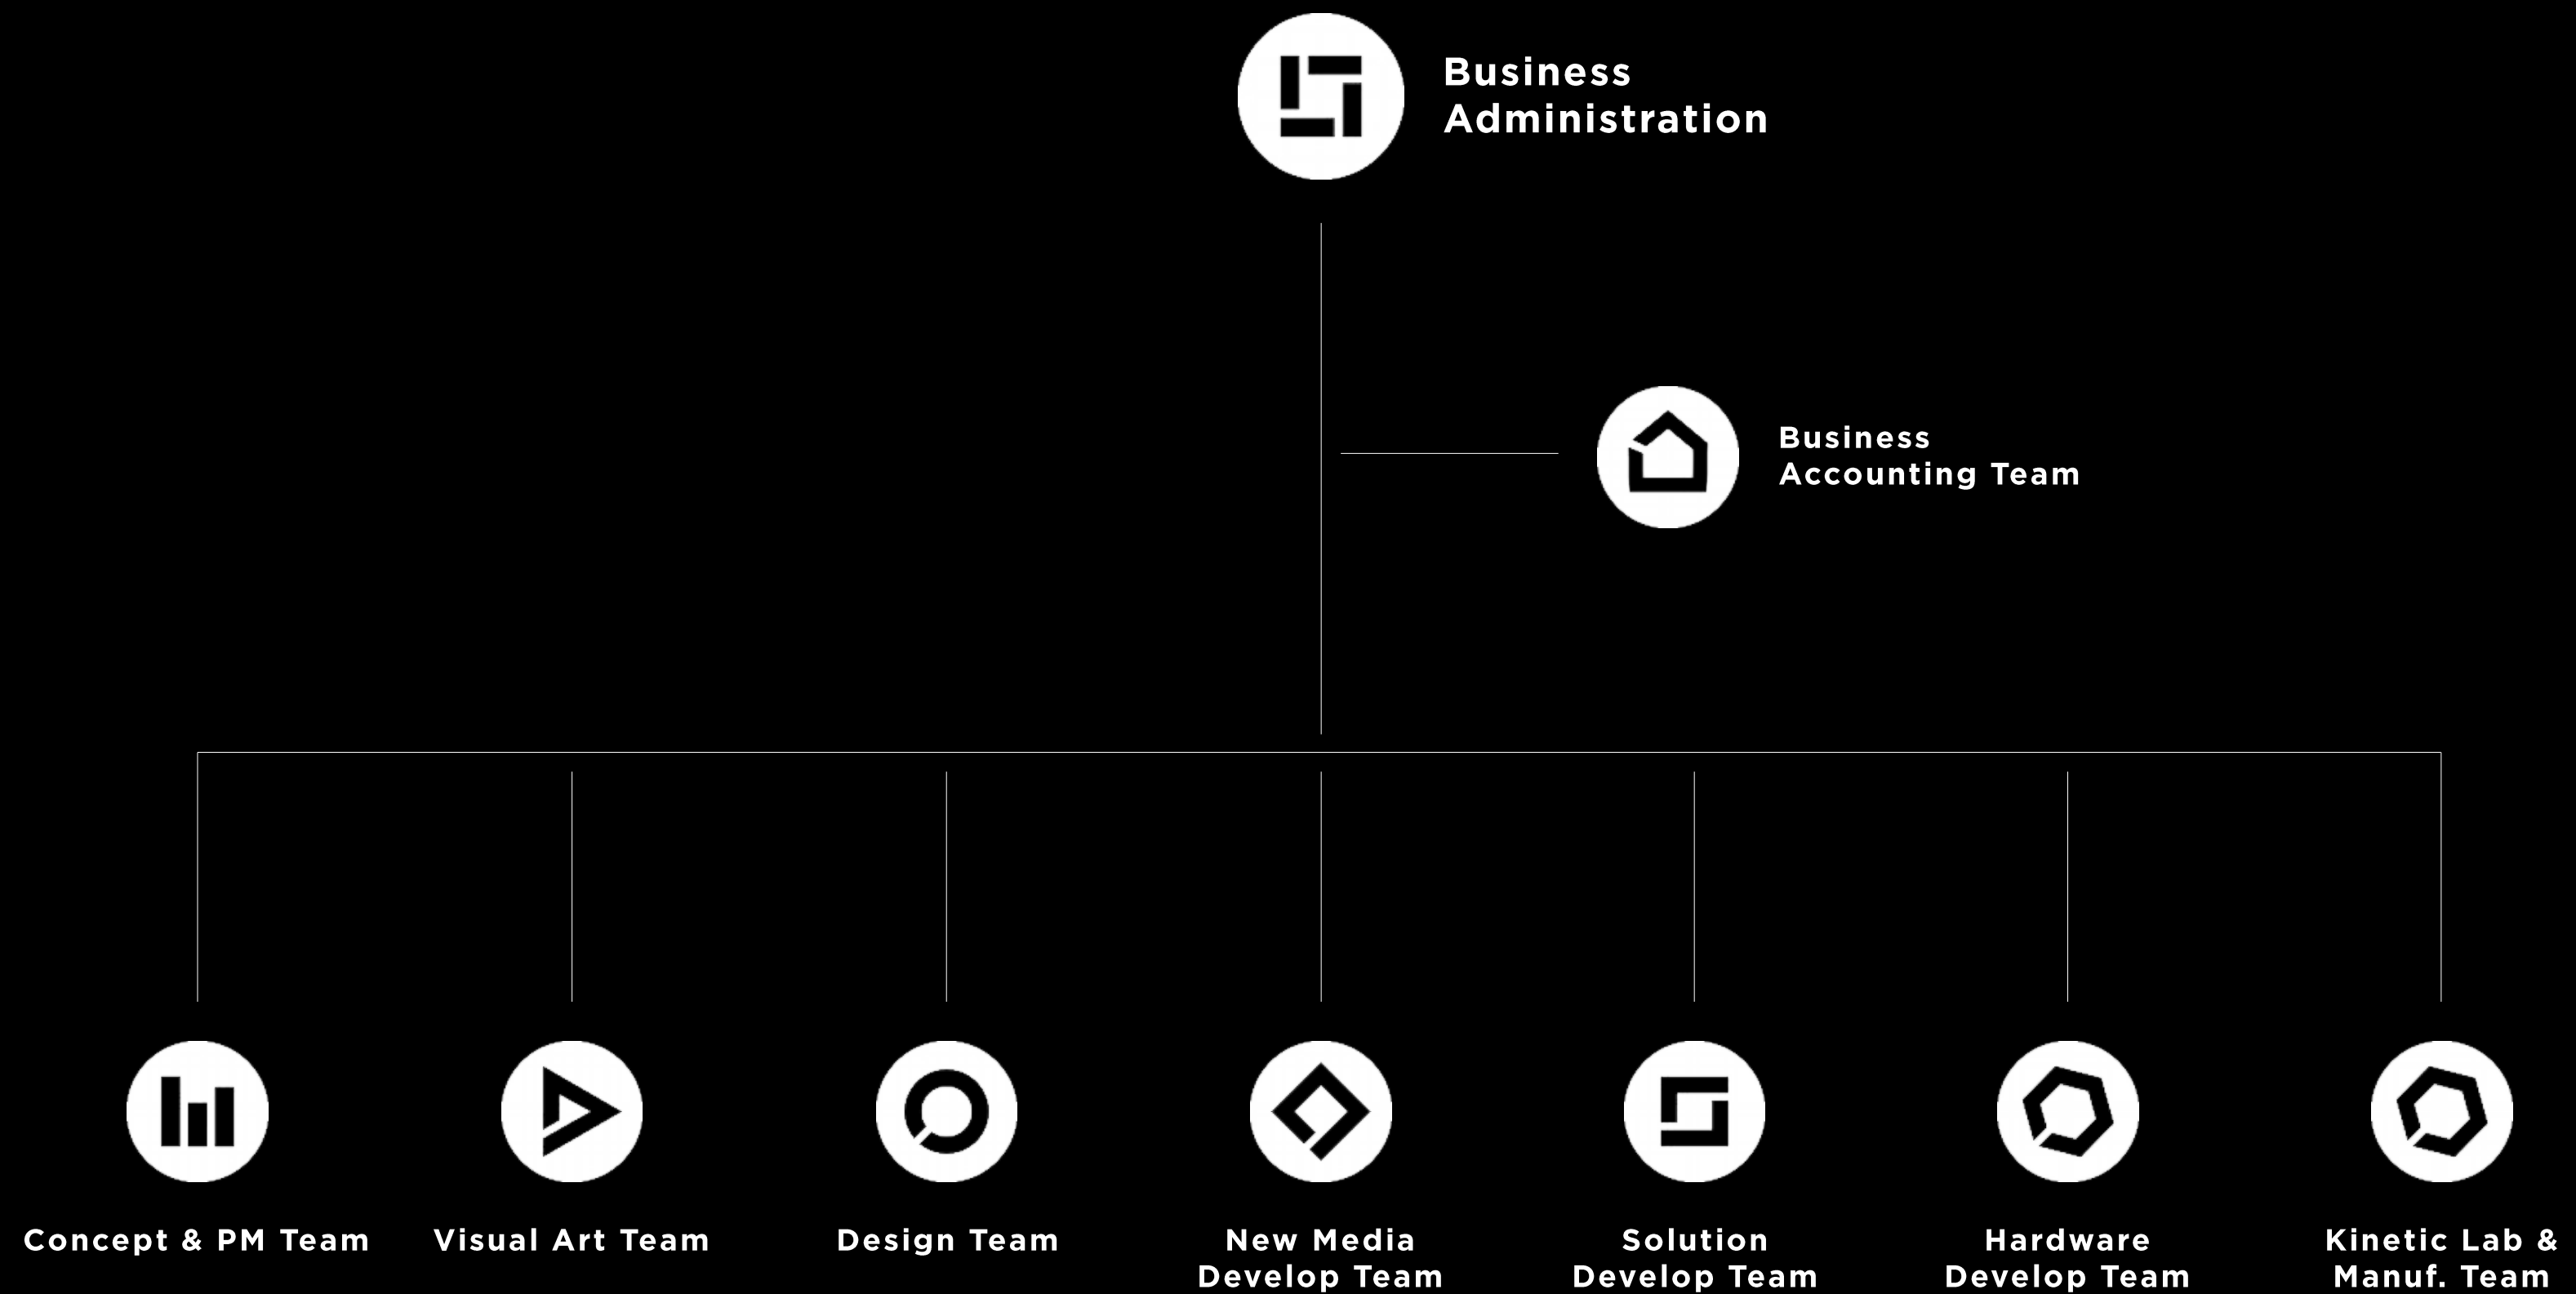 Business
Administration
Business
Accounting Team
Concept & PM Team
Visual Art Team
Design Team
New Media
Develop Team
Solution
Develop Team
Hardware
Develop Team
Kinetic Lab &
Manuf. Team